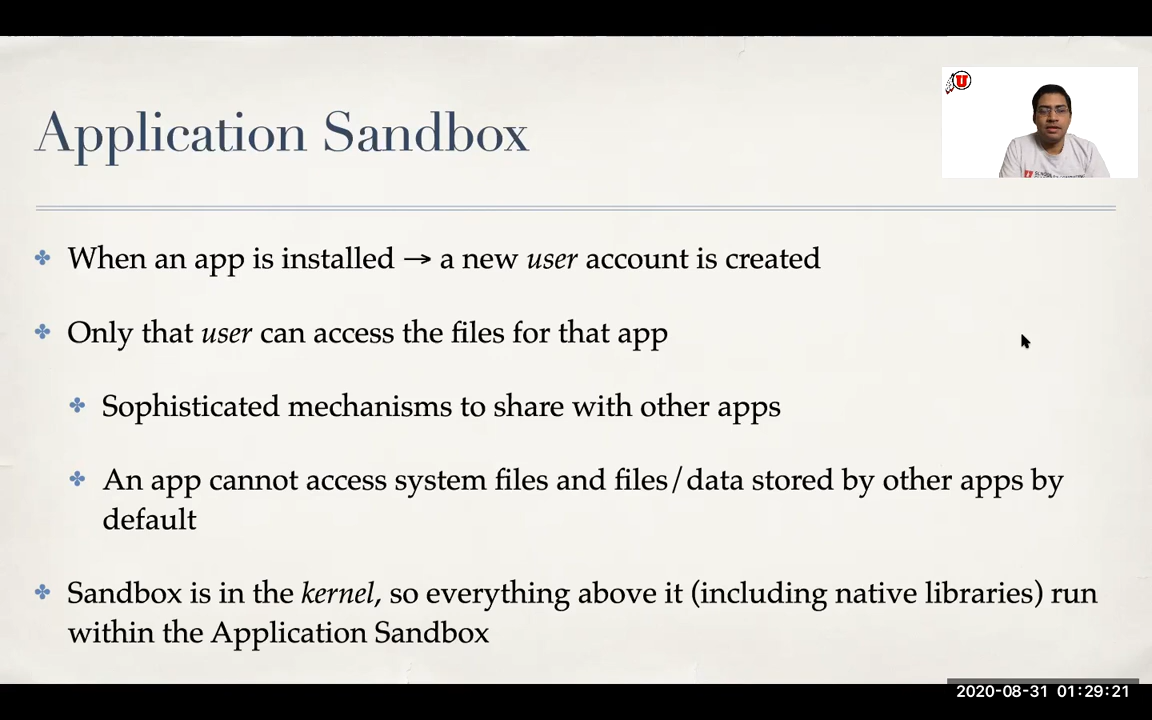 Application Sandbox
U
When an app is installed → a new user account is created
Only that user can access the files for that app
Sophisticated mechanisms to share with other apps
An app cannot access system files and files/data stored by other apps by
default
Sandbox is in the kernel, so everything above it (including native libraries) run
within the Application Sandbox
2020-08-31 01:29:21